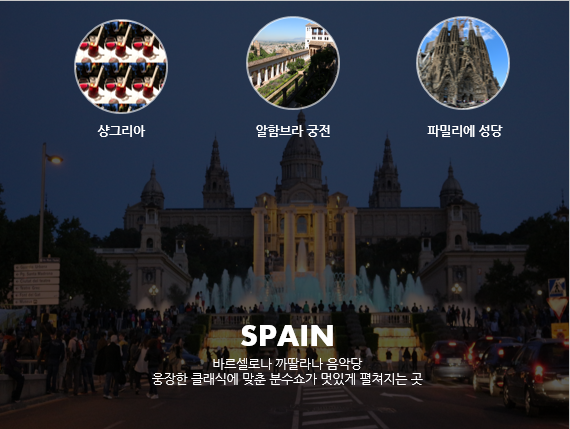 샹그리아
알함브라 궁전
파밀리에 성당
SPAIN
바르셀로나 까딸라나 음악당
웅장한 클래식에 맞춘 분수쇼가 멋있게 펼쳐지는 곳